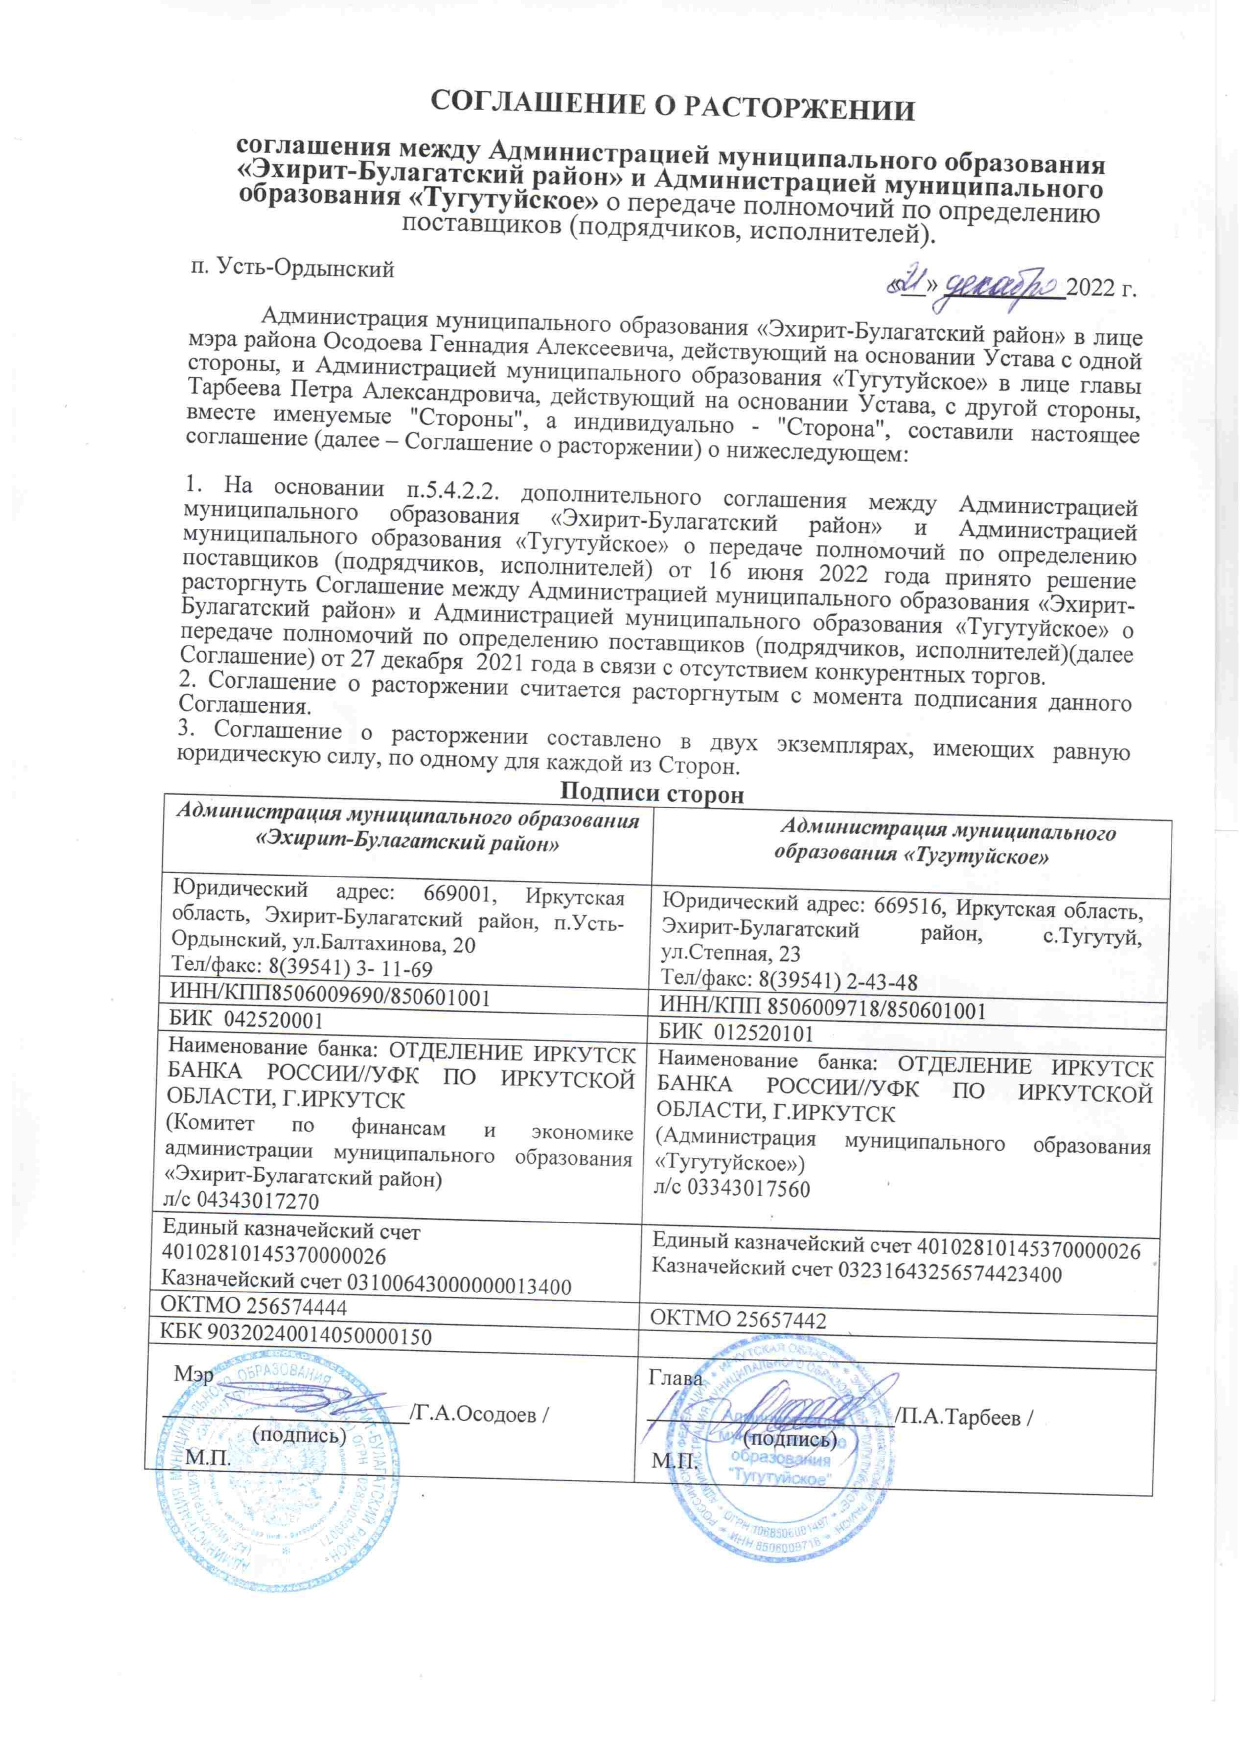 СОГЛАШЕНИЕ О РАСТОРЖЕНИИ
соглашения между Администрацией муниципального образования
«Эхирит-Булагатский район» и Администрацией муниципального
образования «Тугутуйское» о передаче полномочий по определению
поставщиков (подрядчиков, исполнителей).
п. Усть-Ордынский
«21» декабря 2022 г.
Администрация муниципального образования «Эхирит-Булагатский район» в лице
мэра района Осодоева Геннадия Алексеевича, действующий на основании Устава с одной
стороны, и Администрацией муниципального образования «Тугутуйское» в лице главы
Тарбеева Петра Александровича, действующий на основании Устава, с другой стороны,
вместе именуемые "Стороны", а индивидуально - "Сторона", составили настоящее
соглашение (далее – Соглашение о расторжении) о нижеследующем:
1. На основании п.5.4.2.2. дополнительного соглашения между Администрацией
муниципального образования «Эхирит-Булагатский район» и Администрацией
муниципального образования «Тугутуйское» о передаче полномочий по определению
поставщиков (подрядчиков, исполнителей) от 16 июня 2022 года принято решение
расторгнуть Соглашение между Администрацией муниципального образования «Эхирит-
Булагатский район» и Администрацией муниципального образования «Тугутуйское» о
передаче полномочий по определению поставщиков (подрядчиков, исполнителей)(далее
Соглашение) от 27 декабря 2021 года в связи с отсутствием конкурентных торгов.
2. Соглашение о расторжении считается расторгнутым с момента подписания данного
Соглашения.
3. Соглашение о расторжении составлено в двух экземплярах, имеющих равную
юридическую силу, по одному для каждой из Сторон.
Подписи сторон
Администрация муниципального образования
«Эхирит-Булагатский район»
Администрация муниципального
образования «Тугутуйское»
Юридический адрес: 669001, Иркутская
область, Эхирит-Булагатский район, п.Усть-
Ордынский, ул.Балтахинова, 20
Тел/факс: 8(39541) 3- 11-69
Юридический адрес: 669516, Иркутская область,
Эхирит-Булагатский район, с.Тугутуй,
ул.Степная, 23
Тел/факс: 8(39541) 2-43-48
ИНН/КПП8506009690/850601001
ИНН/КПП 8506009718/850601001
БИК 042520001
БИК 012520101
Наименование банка: ОТДЕЛЕНИЕ ИРКУТСК
БАНКА РОССИИ//УФК ПО ИРКУТСКОЙ
ОБЛАСТИ, Г.ИРКУТСК
(Комитет по финансам и экономике
администрации муниципального образования
«Эхирит-Булагатский район)
л/с 04343017270
Наименование банка: ОТДЕЛЕНИЕ ИРКУТСК
БАНКА РОССИИ//УФК ПО ИРКУТСКОЙ
ОБЛАСТИ, Г.ИРКУТСК
(Администрация муниципального образования
«Тугутуйское»)
л/с 03343017560
Единый казначейский счет
40102810145370000026
Казначейский счет 03100643000000013400
Единый казначейский счет 40102810145370000026
Казначейский счет 03231643256574423400
ОКТМО 256574444
ОКТМО 25657442
КБК 90320240014050000150
Мэр
/Г.А.Осодоев /
(подпись)
М.П.
Глава
/П.А.Тарбеев /
(подпись)
М.П.
Администрация
муниципального
образования
"Тугутуйское"